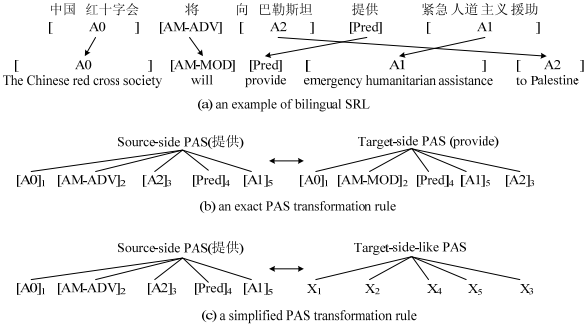 中国 红十字会 将 向 巴勒斯坦 提供 紧急 人道 主义 援助
[ A0 ] [AM-ADV] [ A2 ] [Pred] [ A1 ]
[ A0 ] [AM-MOD] [Pred] [ A1 ] [ A2 ]
The Chinese red cross society will provide emergency humanitarian assistance to Palestine
(a) an example of bilingual SRL
Source-side PAS(提供) Target-side PAS (provide)
[A0]1 [AM-ADV]2 [A2]3 [Pred]4 [A1]5 [A0]1 [AM-MOD]2 [Pred]4 [A1]5 [A2]3
(b) an exact PAS transformation rule
Source-side PAS(提供) Target-side-like PAS
[A0]1 [AM-ADV]2 [A2]3 [Pred]4 [A1]5 X1 X2 X4 X5 X3
(c) a simplified PAS transformation rule